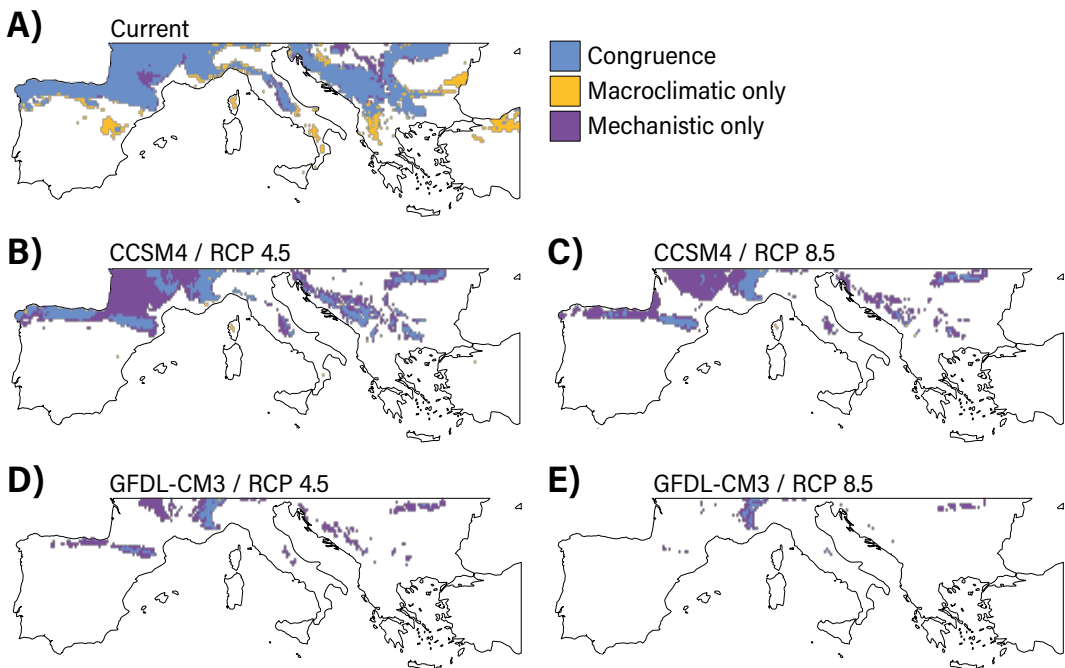 A)
Current
Congruence
Macroclimatic only
Mechanistic only
B)
CCSM4 / RCP 4.5
C)
CCSM4 / RCP 8.5
D)
GFDL-CM3 / RCP 4.5
E)
GFDL-CM3 / RCP 8.5